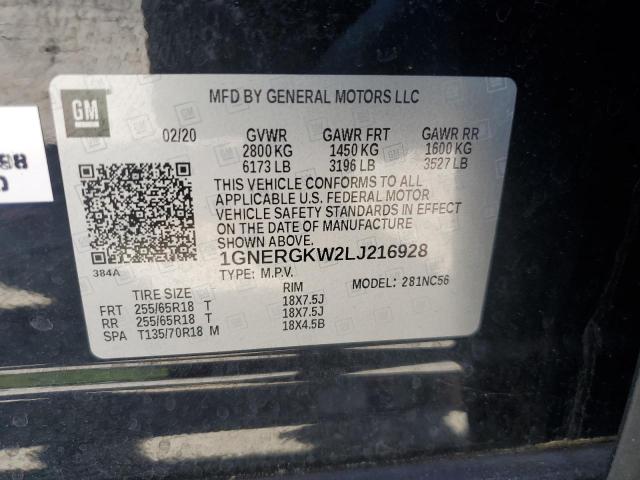 GM
MFD BY GENERAL MOTORS LLC
02/20 GVWR GAWR FRT GAWR RR
2800 KG 1450 KG 1600 KG
6173 LB 3196 LB 3527 LB
THIS VEHICLE CONFORMS TO ALL
APPLICABLE U.S. FEDERAL MOTOR
VEHICLE SAFETY STANDARDS IN EFFECT
ON THE DATE OF MANUFACTURE
SHOWN ABOVE.
384A
1GNERGKW2LJ216928
TYPE: M.P.V. MODEL: 281NC56
TIRE SIZE RIM
FRT 255/65R18 T 18X7.5J
RR 255/65R18 T 18X7.5J
SPA T135/70R18 M 18X4.5B